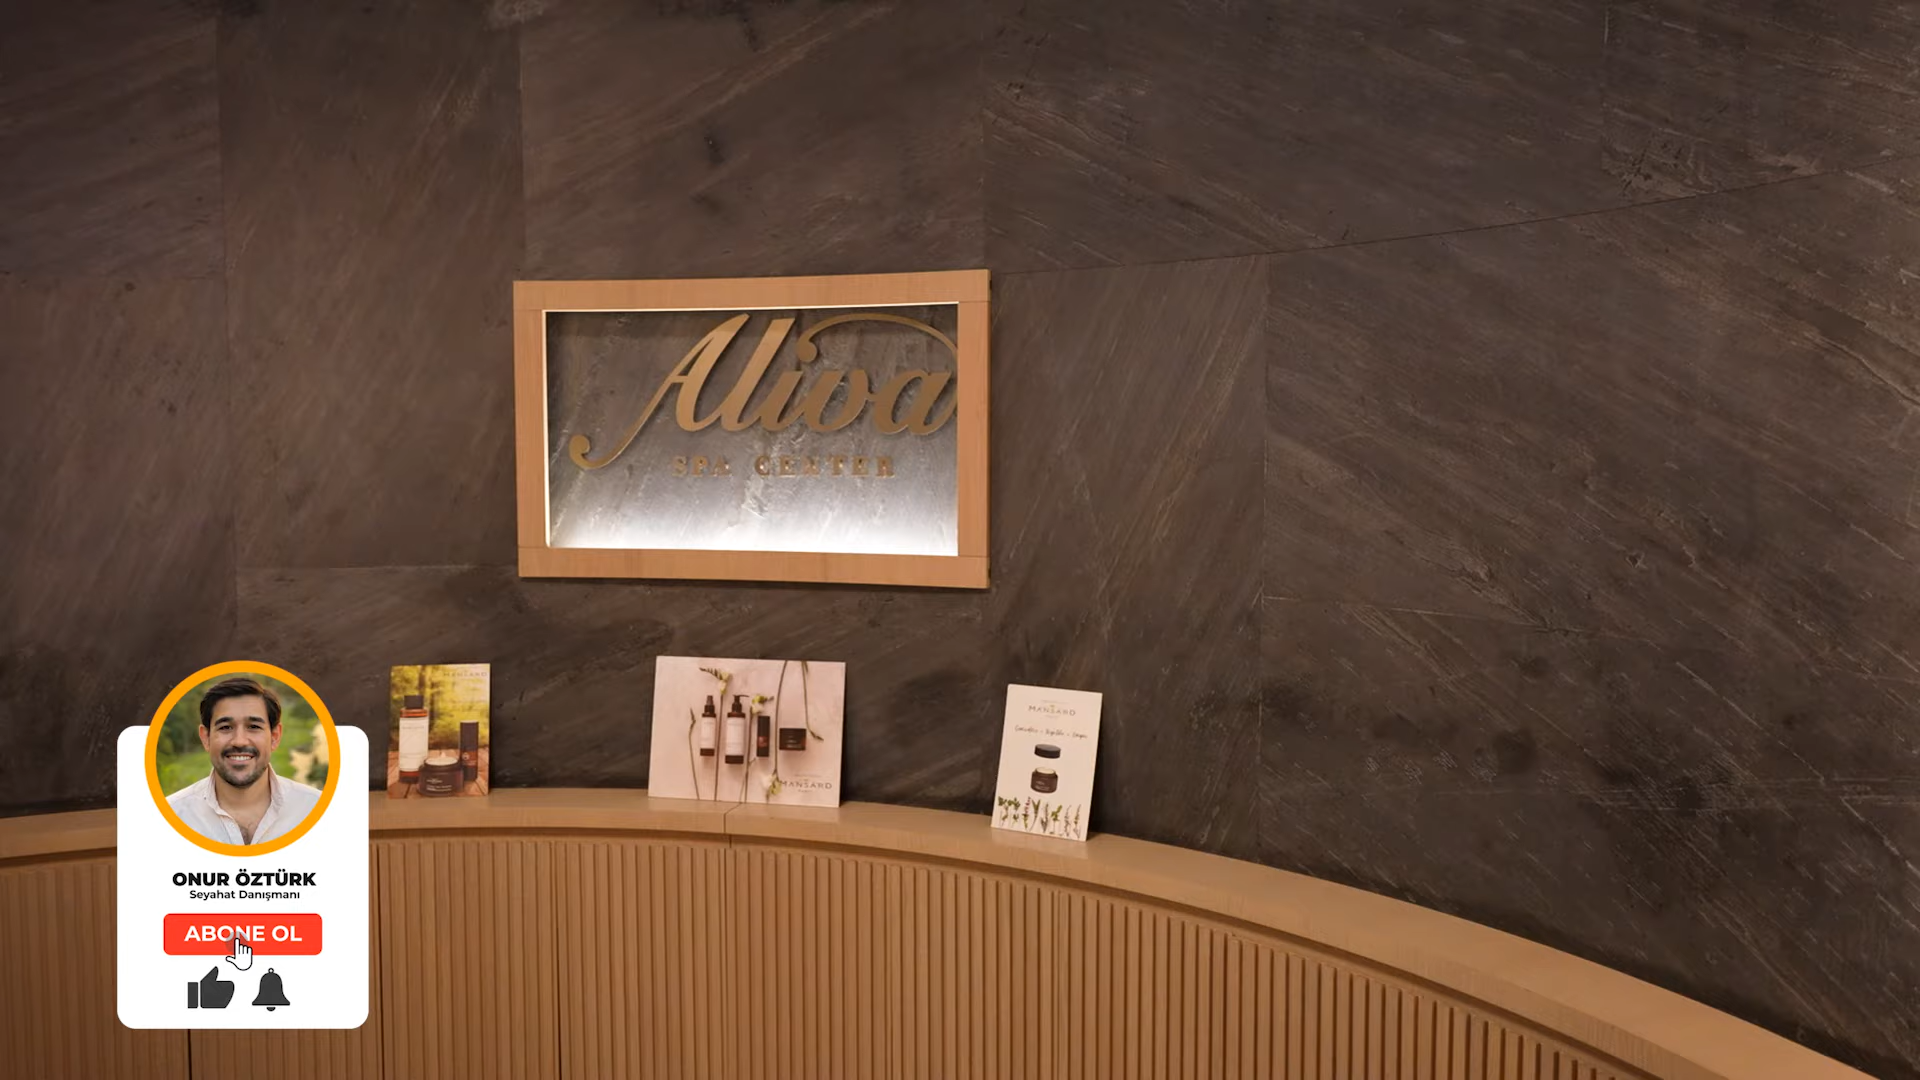 Aliva
SPA CENTER
MANSARD
MANSARD
MANSARD
ONUR ÖZTÜRK
Seyahat Danışmanı
ABONE OL